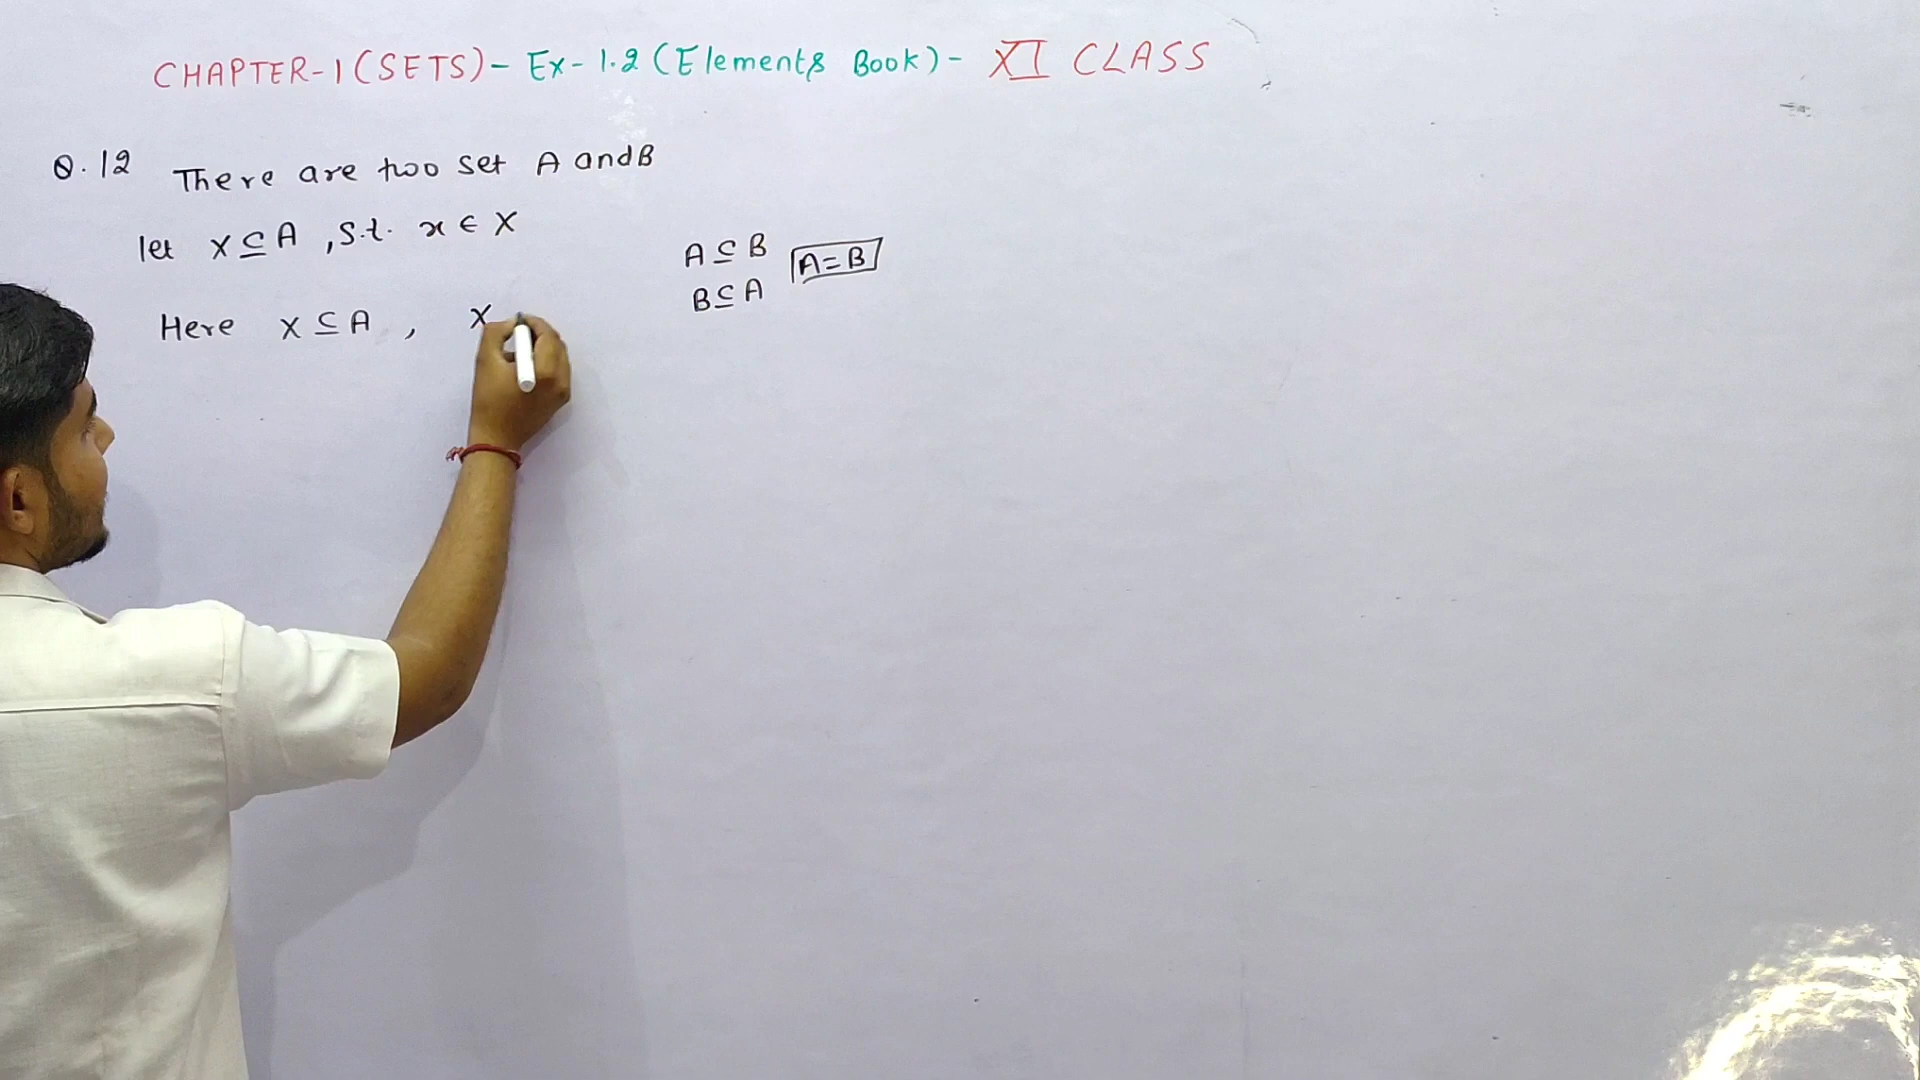 CHAPTER-1 (SETS) - Ex-1.2 (Elements Book) - XI CLASS
Q.12 There are two set A and B
let X ⊆ A , S.t. x ∈ X
A ⊆ B
B ⊆ A
A = B
Here X ⊆ A , X